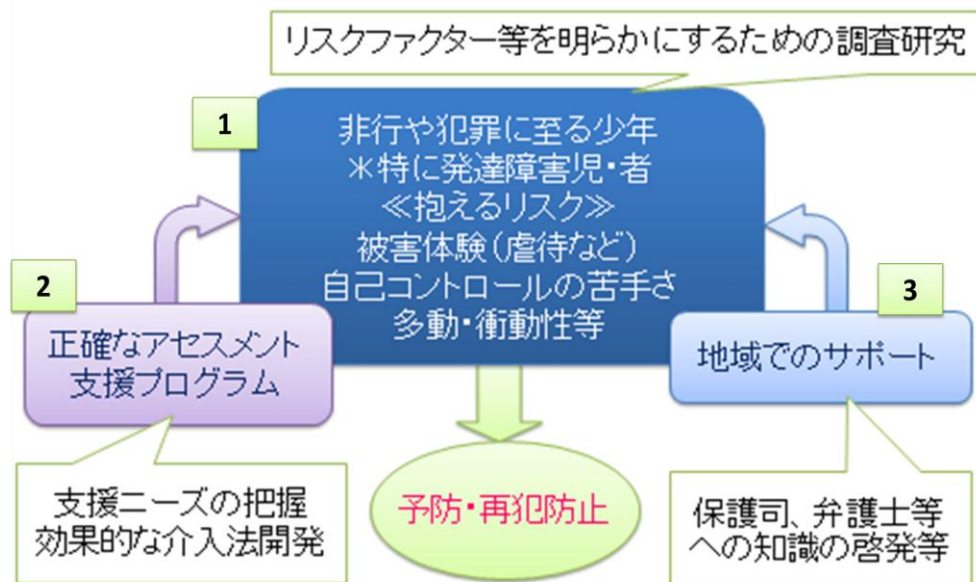 リスクファクター等を明らかにするための調査研究
1
非行や犯罪に至る少年
＊特に発達障害児・者
≪抱えるリスク≫
被害体験（虐待など）
自己コントロールの苦手さ
多動・衝動性等
2
正確なアセスメント
支援プログラム
3
地域でのサポート
支援ニーズの把握
効果的な介入法開発
予防・再犯防止
保護司、弁護士等
への知識の啓発等